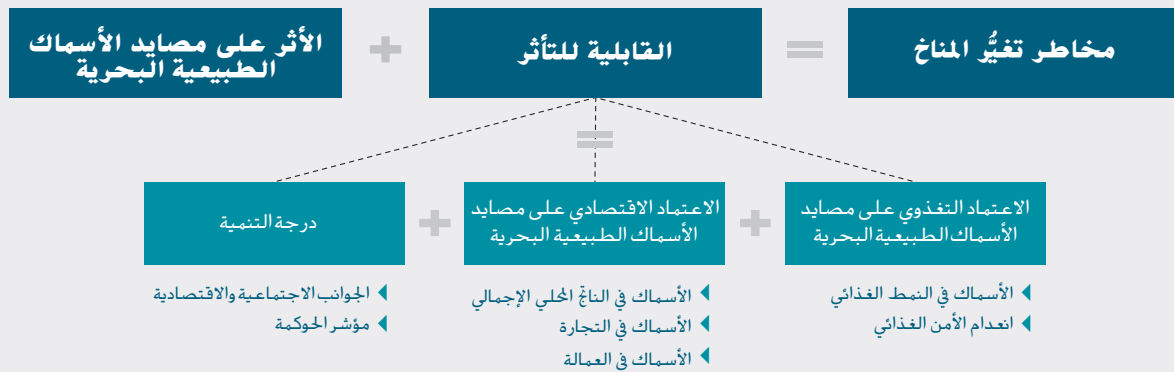 مخاطر تغيُّر المناخ
=
القابلية للتأثر
+
الأثر على مصايد الأسماك
الطبيعية البحرية
=
الاعتماد التغذوي على مصايد
الأسماك الطبيعية البحرية
+
الاعتماد الاقتصادي على مصايد
الأسماك الطبيعية البحرية
+
درجة التنمية
الأسماك في النمط الغذائي
انعدام الأمن الغذائي
الأسماك في الناتج المحلي الإجمالي
الأسماك في التجارة
الأسماك في العمالة
الجوانب الاجتماعية والاقتصادية
مؤشر الحوكمة